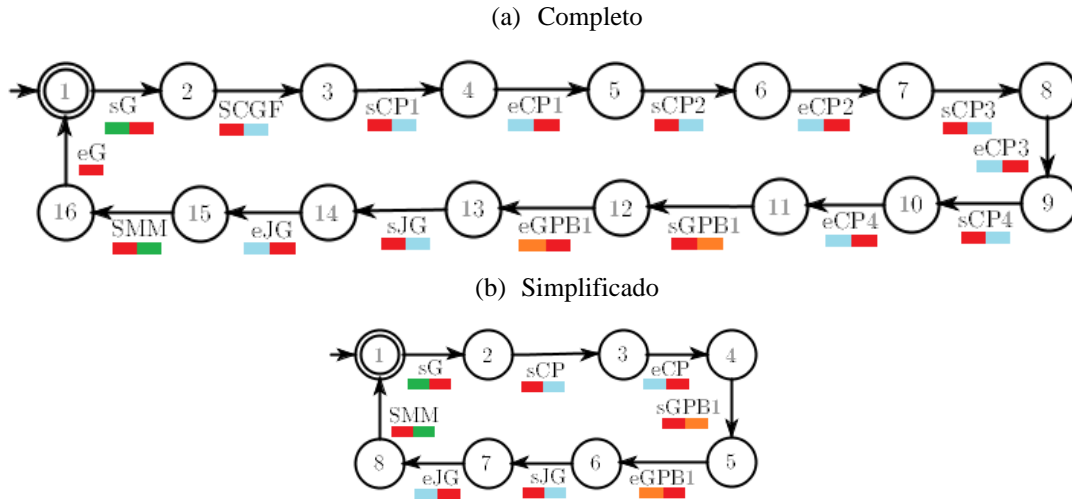 (a) Completo
1 2 3 4 5 6 7 8
sG SCGF sCP1 eCP1 sCP2 eCP2 sCP3
eG eCP3
16 15 14 13 12 11 10 9
SMM eJG sJG eGPB1 sGPB1 eCP4 sCP4
(b) Simplificado
1 2 3 4
sG sCP eCP
SMM sGPB1
8 7 6 5
eJG sJG eGPB1